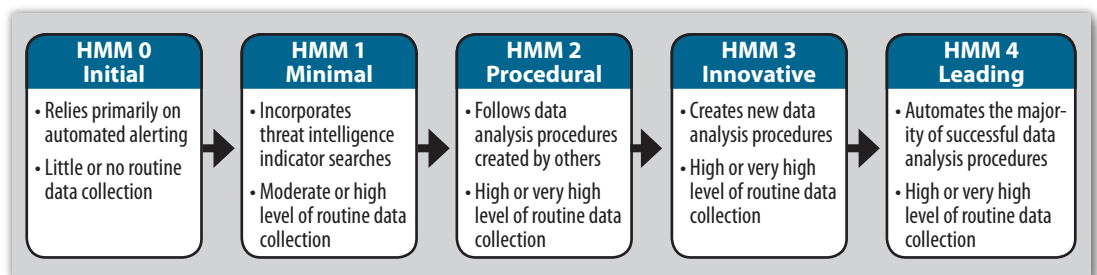 HMM 0
Initial
• Relies primarily on
automated alerting
• Little or no routine
data collection
HMM 1
Minimal
• Incorporates
threat intelligence
indicator searches
• Moderate or high
level of routine data
collection
HMM 2
Procedural
• Follows data
analysis procedures
created by others
• High or very high
level of routine data
collection
HMM 3
Innovative
• Creates new data
analysis procedures
• High or very high
level of routine data
collection
HMM 4
Leading
• Automates the major-
ity of successful data
analysis procedures
• High or very high
level of routine data
collection